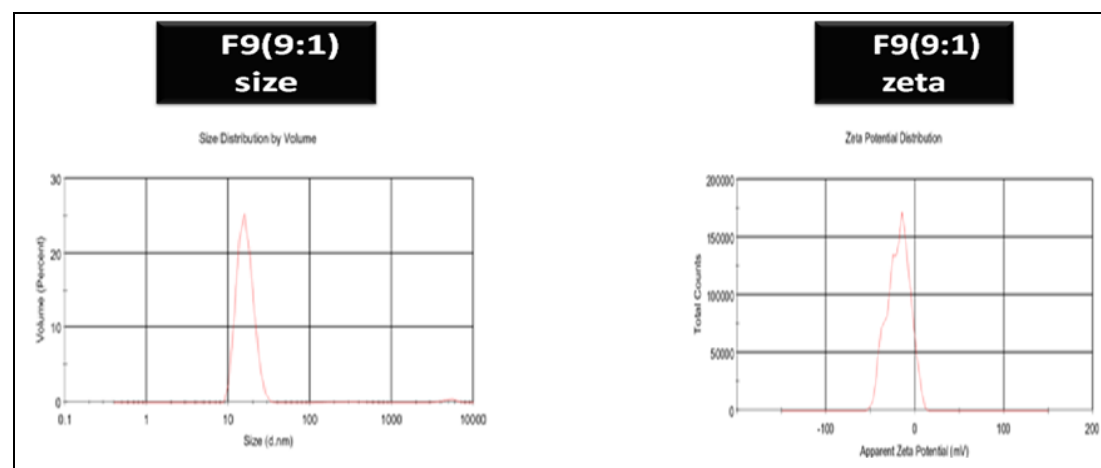 F9(9:1)
size
Size Distribution by Volume
30
20
10
0
Volume (Percent)
0.1 1 10 100 1000 10000
Size (d.nm)
F9(9:1)
zeta
Zeta Potential Distribution
200000
150000
100000
50000
0
Total Counts
-100 0 100 200
Apparent Zeta Potential (mV)